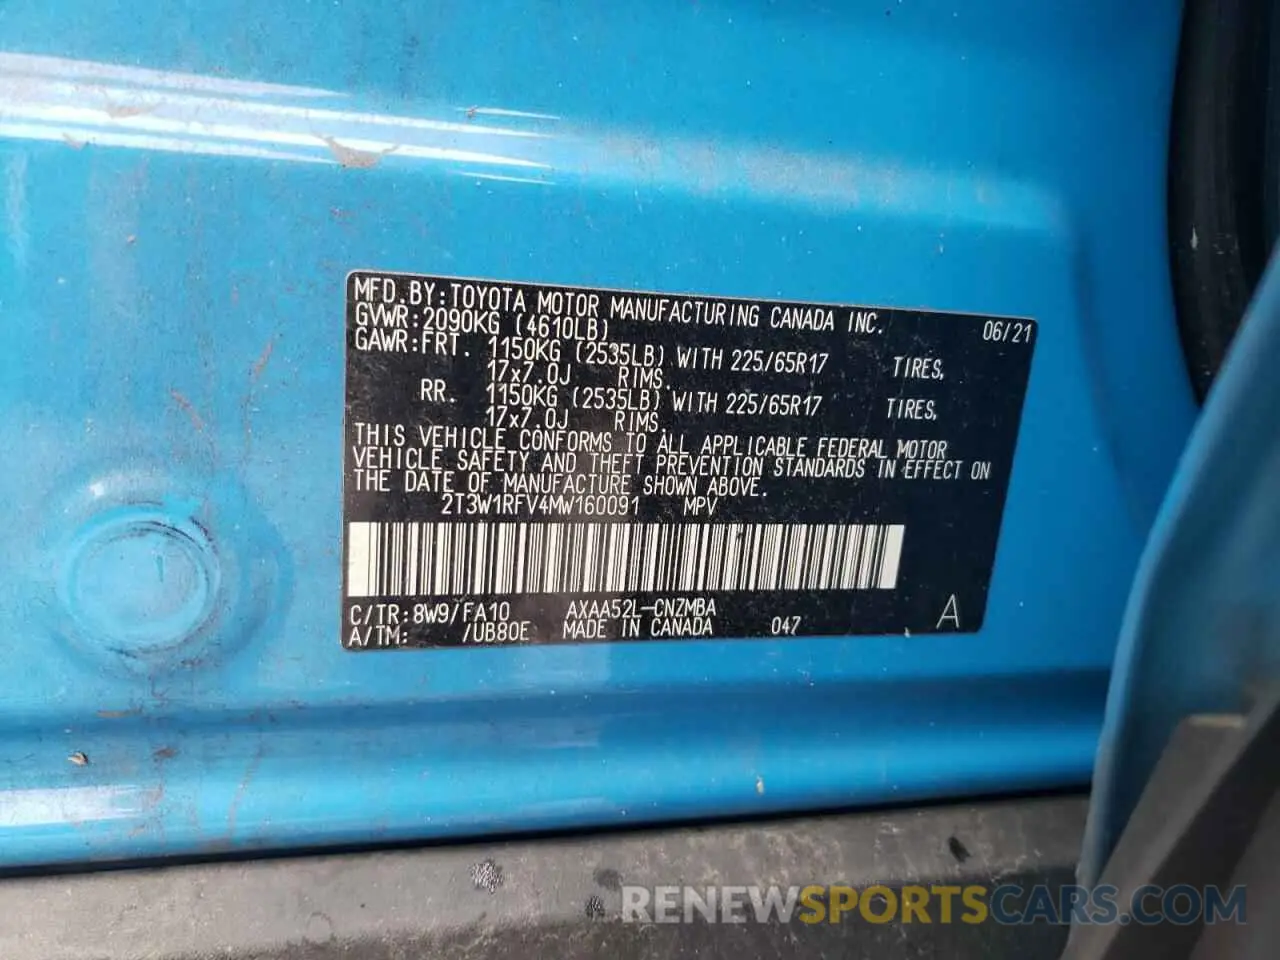 MFD.BY:TOYOTA MOTOR MANUFACTURING CANADA INC. 06/21
GVWR:2090KG (4610LB)
GAWR:FRT. 1150KG (2535LB) WITH 225/65R17 TIRES,
17x7.0J RIMS.
RR. 1150KG (2535LB) WITH 225/65R17 TIRES,
17x7.0J RIMS.
THIS VEHICLE CONFORMS TO ALL APPLICABLE FEDERAL MOTOR
VEHICLE SAFETY AND THEFT PREVENTION STANDARDS IN EFFECT ON
THE DATE OF MANUFACTURE SHOWN ABOVE.
2T3W1RFV4MW160091 MPV
C/TR:8W9/FA10 AXAA52L-CNZMBA
A/TM: /UB80E MADE IN CANADA 047 A
RENEWSPORTSCARS.COM